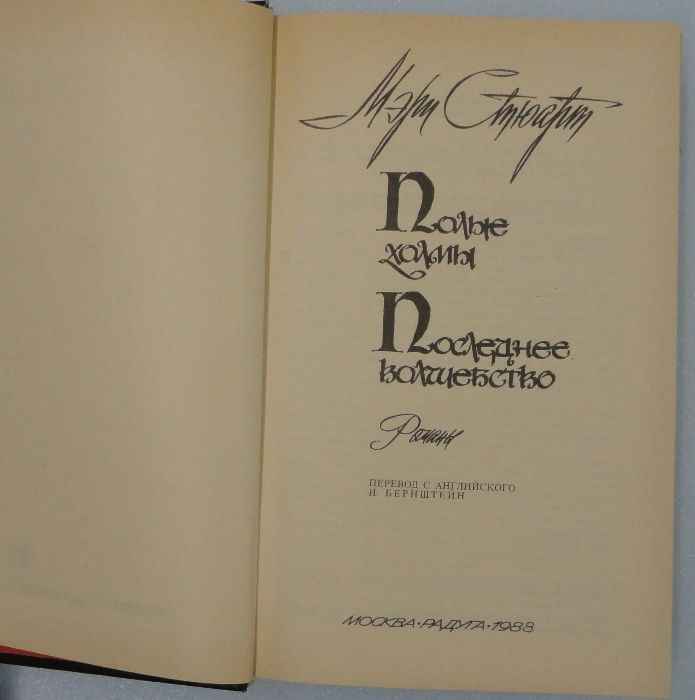 Мэри Стюарт
Полые
холмы
Последнее
волшебство
Романы
ПЕРЕВОД С АНГЛИЙСКОГО
И. БЕРНШТЕЙН
МОСКВА·РАДУГА·1988